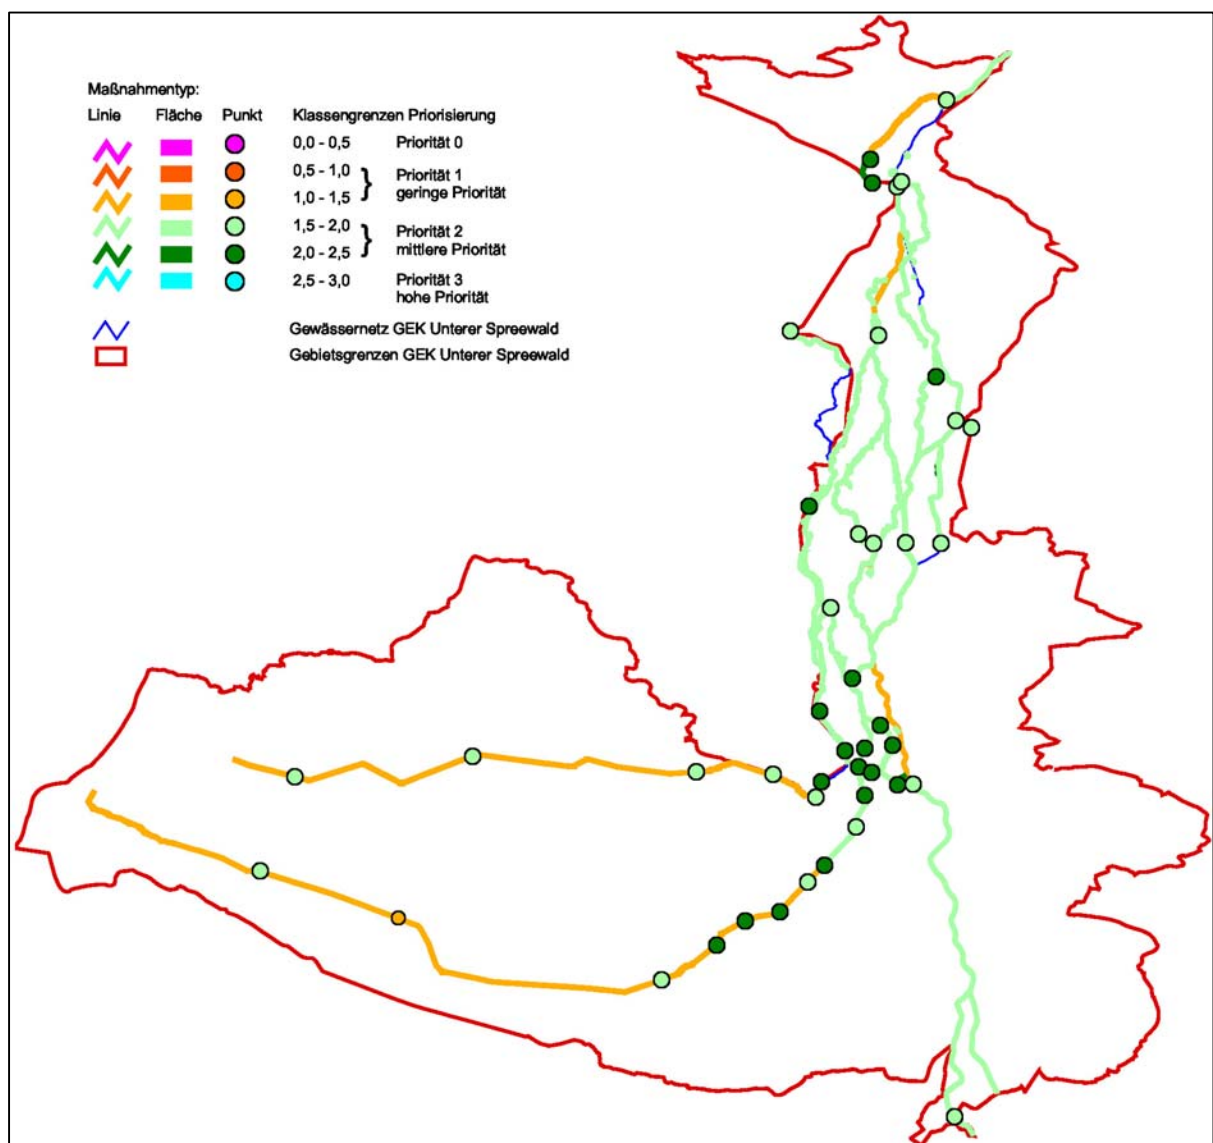 Maßnahmentyp:
Linie Fläche Punkt Klassengrenzen Priorisierung
0,0 - 0,5 Priorität 0
0,5 - 1,0 } Priorität 1
1,0 - 1,5 geringe Priorität
1,5 - 2,0 } Priorität 2
2,0 - 2,5 mittlere Priorität
2,5 - 3,0 Priorität 3
hohe Priorität
Gewässernetz GEK Unterer Spreewald
Gebietsgrenzen GEK Unterer Spreewald